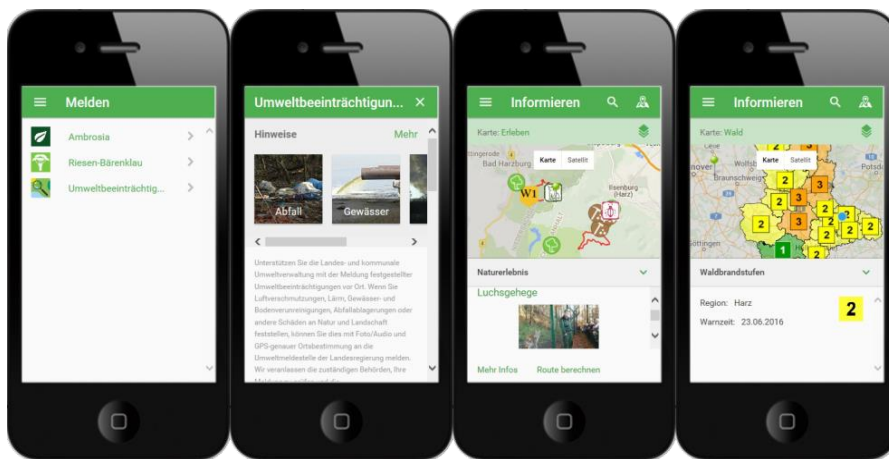 Melden
Ambrosia
Riesen-Bärenklau
Umweltbeeinträchtig...
Umweltbeeinträchtigun...
Hinweise
Mehr
Abfall
Gewässer
Unterstützen Sie die Landes- und kommunale
Umweltverwaltung mit der Meldung festgestellter
Umweltbeeinträchtigungen vor Ort. Wenn Sie
Luftverschmutzungen, Lärm, Gewässer- und
Bodenverunreinigungen, Abfallablagerungen oder
andere Schäden an Natur und Landschaft
feststellen, können Sie dies mit Foto/Audio und
GPS-genauer Ortsbestimmung an die
Umweltmeldestelle der Landesregierung melden.
Wir veranlassen die zuständigen Behörden, Ihre
Informieren
Karte: Erleben
Bad Harzburg
Karte
Satellit
W1
Ilsenburg
(Harz)
Naturerlebnis
Luchsgehege
Mehr Infos
Route berechnen
Informieren
Karte: Wald
Karte
Satellit
Braunschweig
Potsda
2
3
2
3
2
2
3
2
2
2
2
2
1
2
Göttingen
Waldbrandstufen
Region: Harz
2
Warnzeit: 23.06.2016